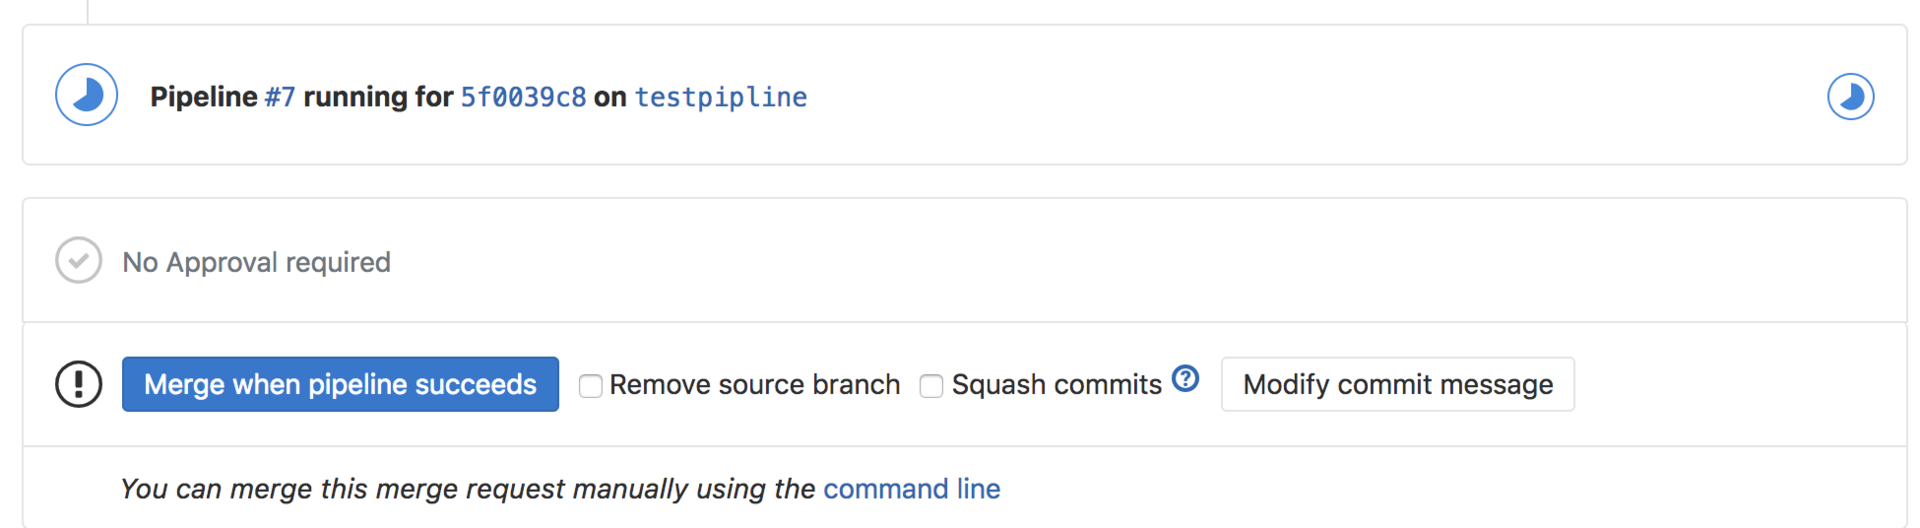 Pipeline #7 running for 5f0039c8 on testpipline
No Approval required
Merge when pipeline succeeds Remove source branch Squash commits ? Modify commit message
You can merge this merge request manually using the command line